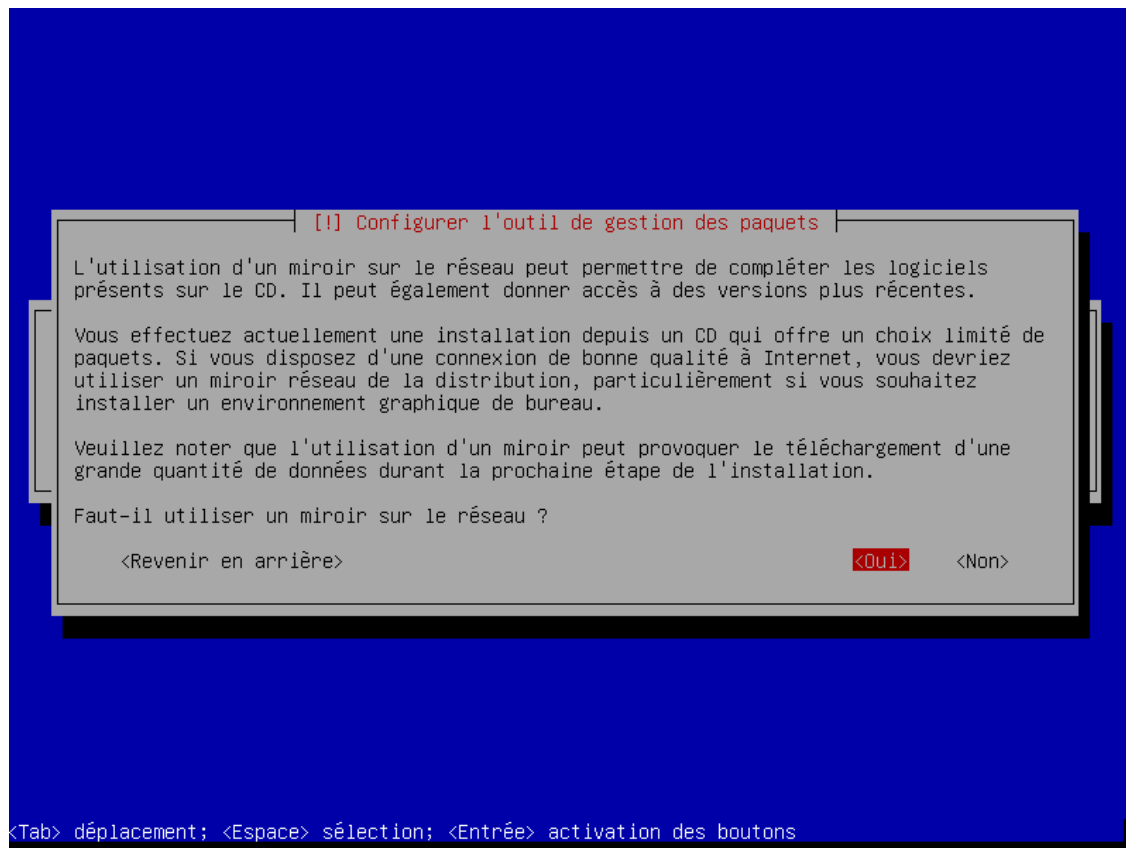 [!] Configurer l'outil de gestion des paquets
L'utilisation d'un miroir sur le réseau peut permettre de compléter les logiciels
présents sur le CD. Il peut également donner accès à des versions plus récentes.
Vous effectuez actuellement une installation depuis un CD qui offre un choix limité de
paquets. Si vous disposez d'une connexion de bonne qualité à Internet, vous devriez
utiliser un miroir réseau de la distribution, particulièrement si vous souhaitez
installer un environnement graphique de bureau.
Veuillez noter que l'utilisation d'un miroir peut provoquer le téléchargement d'une
grande quantité de données durant la prochaine étape de l'installation.
Faut-il utiliser un miroir sur le réseau ?
<Revenir en arrière> <Oui> <Non>
<Tab> déplacement; <Espace> sélection; <Entrée> activation des boutons